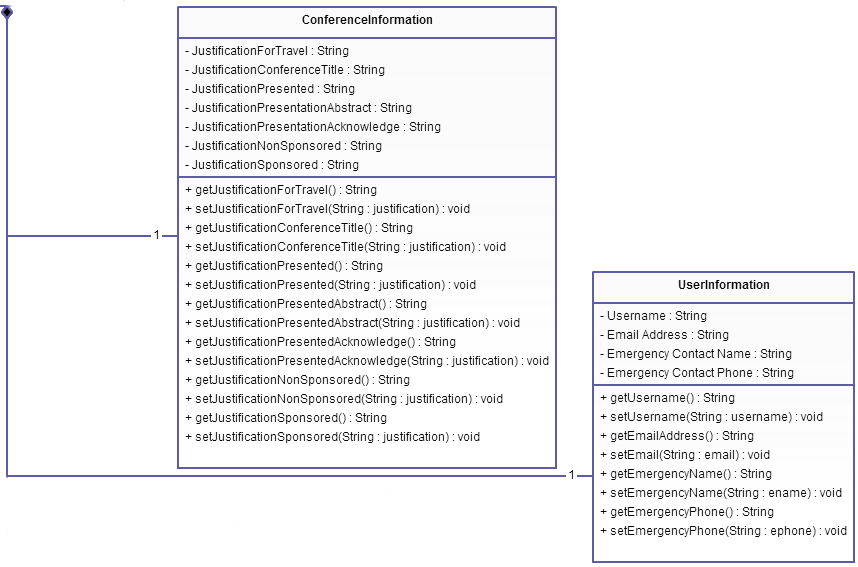 ConferenceInformation
- JustificationForTravel : String
- JustificationConferenceTitle : String
- JustificationPresented : String
- JustificationPresentationAbstract : String
- JustificationPresentationAcknowledge : String
- JustificationNonSponsored : String
- JustificationSponsored : String
+ getJustificationForTravel() : String
+ setJustificationForTravel(String : justification) : void
+ getJustificationConferenceTitle() : String
+ setJustificationConferenceTitle(String : justification) : void
+ getJustificationPresented() : String
+ setJustificationPresented(String : justification) : void
+ getJustificationPresentedAbstract() : String
+ setJustificationPresentedAbstract(String : justification) : void
+ getJustificationPresentedAcknowledge() : String
+ setJustificationPresentedAcknowledge(String : justification) : void
+ getJustificationNonSponsored() : String
+ setJustificationNonSponsored(String : justification) : void
+ getJustificationSponsored() : String
+ setJustificationSponsored(String : justification) : void
1
UserInformation
- Username : String
- Email Address : String
- Emergency Contact Name : String
- Emergency Contact Phone : String
+ getUsername() : String
+ setUsername(String : username) : void
+ getEmailAddress() : String
+ setEmail(String : email) : void
+ getEmergencyName() : String
+ setEmergencyName(String : ename) : void
+ getEmergencyPhone() : String
+ setEmergencyPhone(String : ephone) : void
1